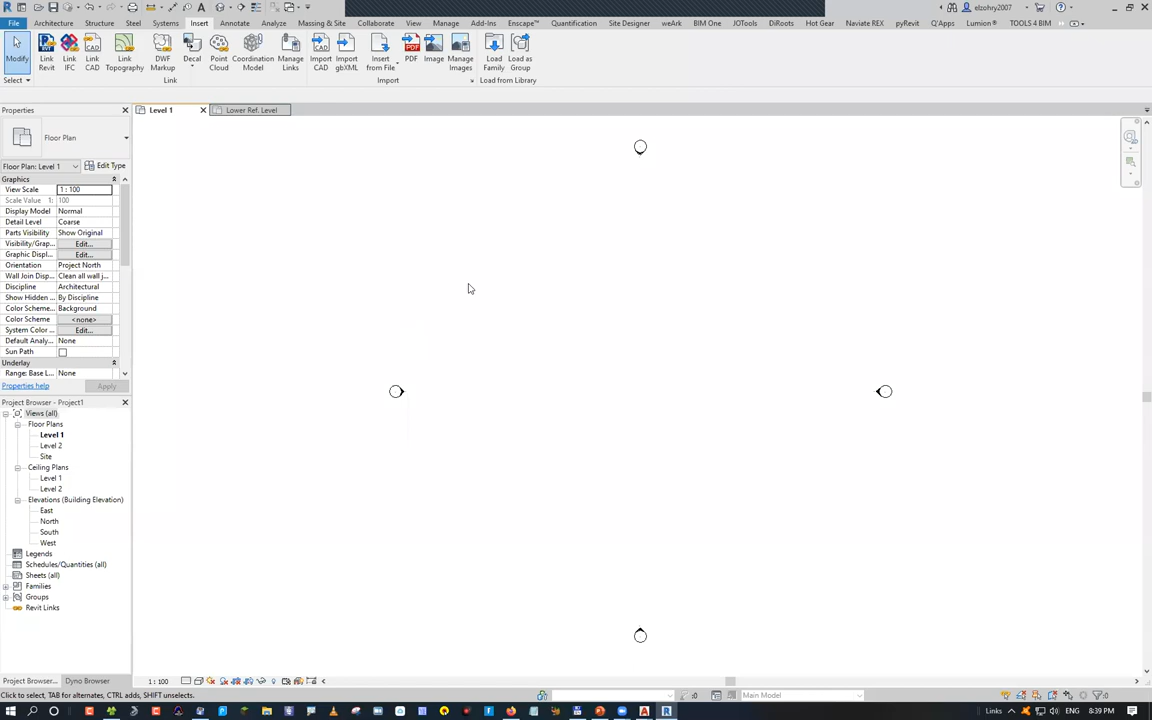 elzohry2007
File Architecture Structure Steel Systems Insert Annotate Analyze Massing & Site Collaborate View Manage Add-Ins Enscape™ Quantification Site Designer weArk BIM One JOTools DiRoots Hot Gear Naviate REX pyRevit Q'Apps Lumion® TOOLS 4 BIM
Modify
Link Revit
Link IFC
Link CAD
Link Topography
DWF Markup
Decal
Point Cloud
Coordination Model
Manage Links
Import CAD
Import gbXML
Insert from File
PDF
Image
Manage Images
Load Family
Load as Group
Select
Link
Import
Load from Library
Properties
Level 1
Lower Ref. Level
Floor Plan
Floor Plan: Level 1
Edit Type
Graphics
View Scale 1 : 100
Scale Value 1: 100
Display Model Normal
Detail Level Coarse
Parts Visibility Show Original
Visibility/Grap... Edit...
Graphic Displ... Edit...
Orientation Project North
Wall Join Disp... Clean all wall j...
Discipline Architectural
Show Hidden ... By Discipline
Color Scheme... Background
Color Scheme <none>
System Color ... Edit...
Default Analy... None
Sun Path
Underlay
Range: Base L... None
Properties help
Apply
Project Browser - Project1
Views (all)
Floor Plans
Level 1
Level 2
Site
Ceiling Plans
Level 1
Level 2
Elevations (Building Elevation)
East
North
South
West
Legends
Schedules/Quantities (all)
Sheets (all)
Families
Groups
Revit Links
Project Browser...
Dyno Browser
1 : 100
Click to select, TAB for alternates, CTRL adds, SHIFT unselects.
:0
Main Model
:0
Links
ENG
8:39 PM